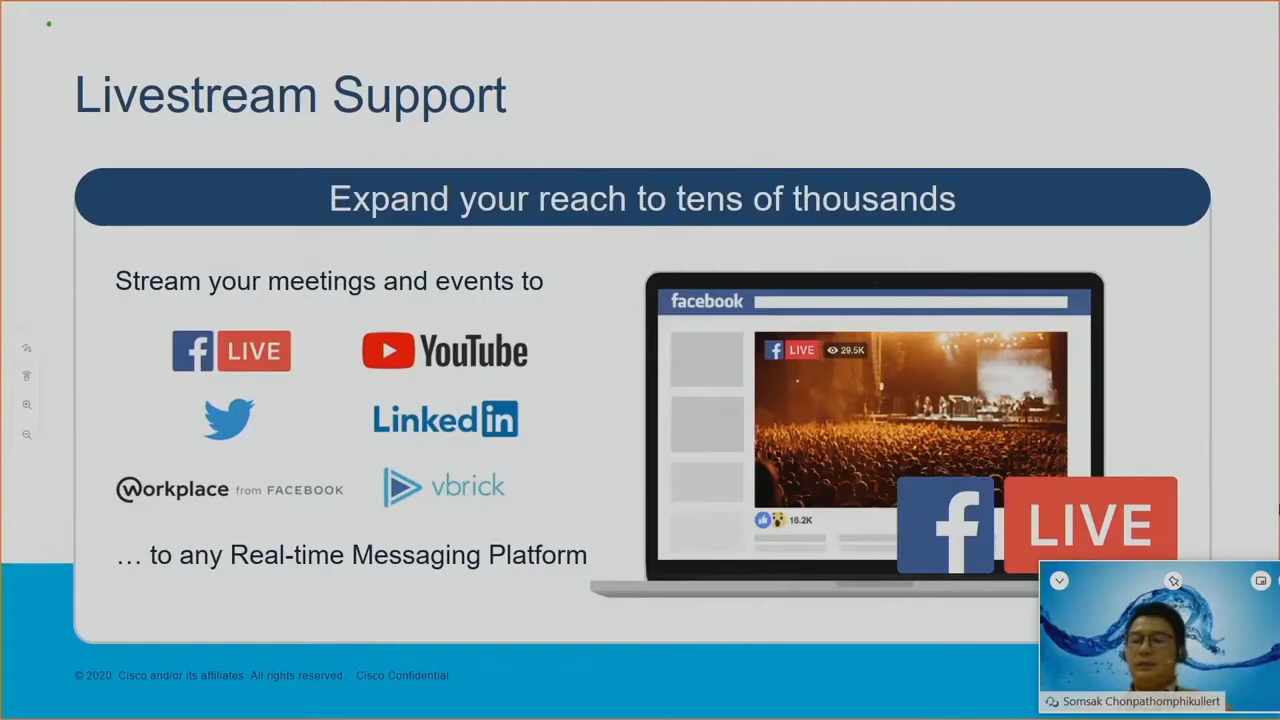 Livestream Support
Expand your reach to tens of thousands
Stream your meetings and events to
f LIVE
YouTube
Linked in
Workplace from FACEBOOK
vbrick
… to any Real-time Messaging Platform
facebook
f LIVE 29.5K
16.2K
f LIVE
© 2020 Cisco and/or its affiliates All rights reserved Cisco Confidential
Somsak Chonpathomphikullert